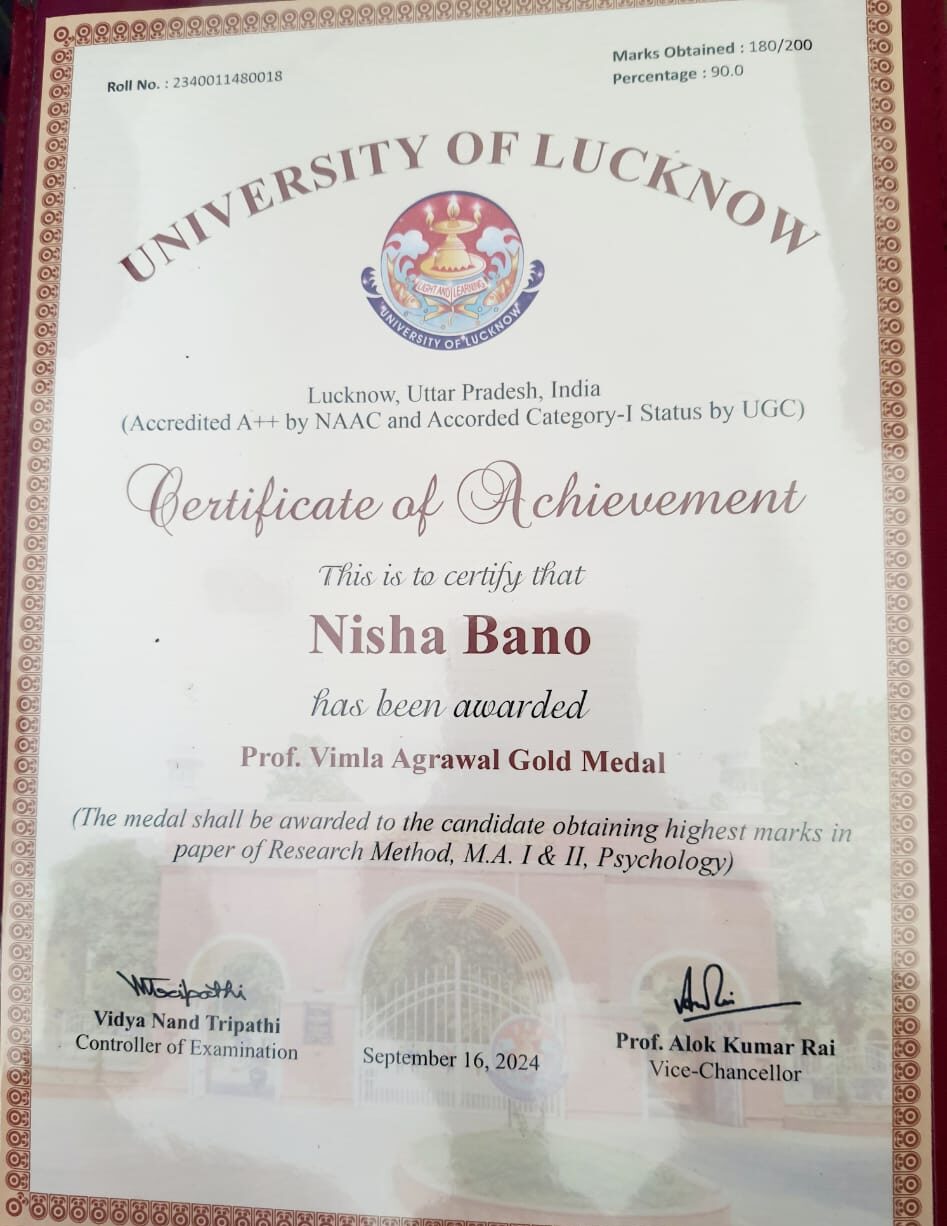 Roll No. : 2340011480018
Marks Obtained : 180/200
Percentage : 90.0
UNIVERSITY OF LUCKNOW
LIGHT AND LEARNING
UNIVERSITY OF LUCKNOW
Lucknow, Uttar Pradesh, India
(Accredited A++ by NAAC and Accorded Category-I Status by UGC)
Certificate of Achievement
This is to certify that
Nisha Bano
has been awarded
Prof. Vimla Agrawal Gold Medal
(The medal shall be awarded to the candidate obtaining highest marks in
paper of Research Method, M.A. I & II, Psychology)
Vidya Nand Tripathi
Controller of Examination
September 16, 2024
Prof. Alok Kumar Rai
Vice-Chancellor